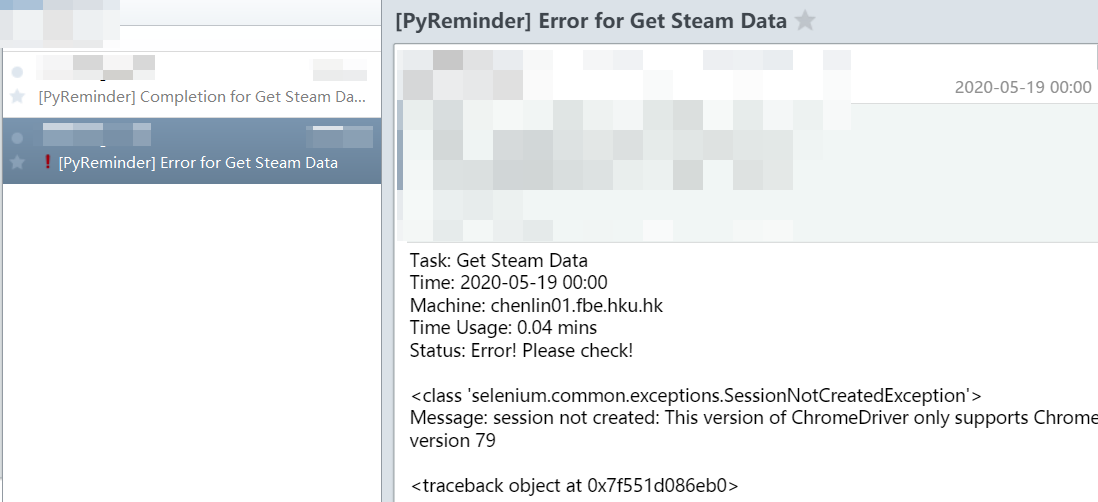 [PyReminder] Error for Get Steam Data
2020-05-19 00:00
[PyReminder] Completion for Get Steam Da...
! [PyReminder] Error for Get Steam Data
Task: Get Steam Data
Time: 2020-05-19 00:00
Machine: chenlin01.fbe.hku.hk
Time Usage: 0.04 mins
Status: Error! Please check!
<class 'selenium.common.exceptions.SessionNotCreatedException'>
Message: session not created: This version of ChromeDriver only supports Chrome
version 79
<traceback object at 0x7f551d086eb0>